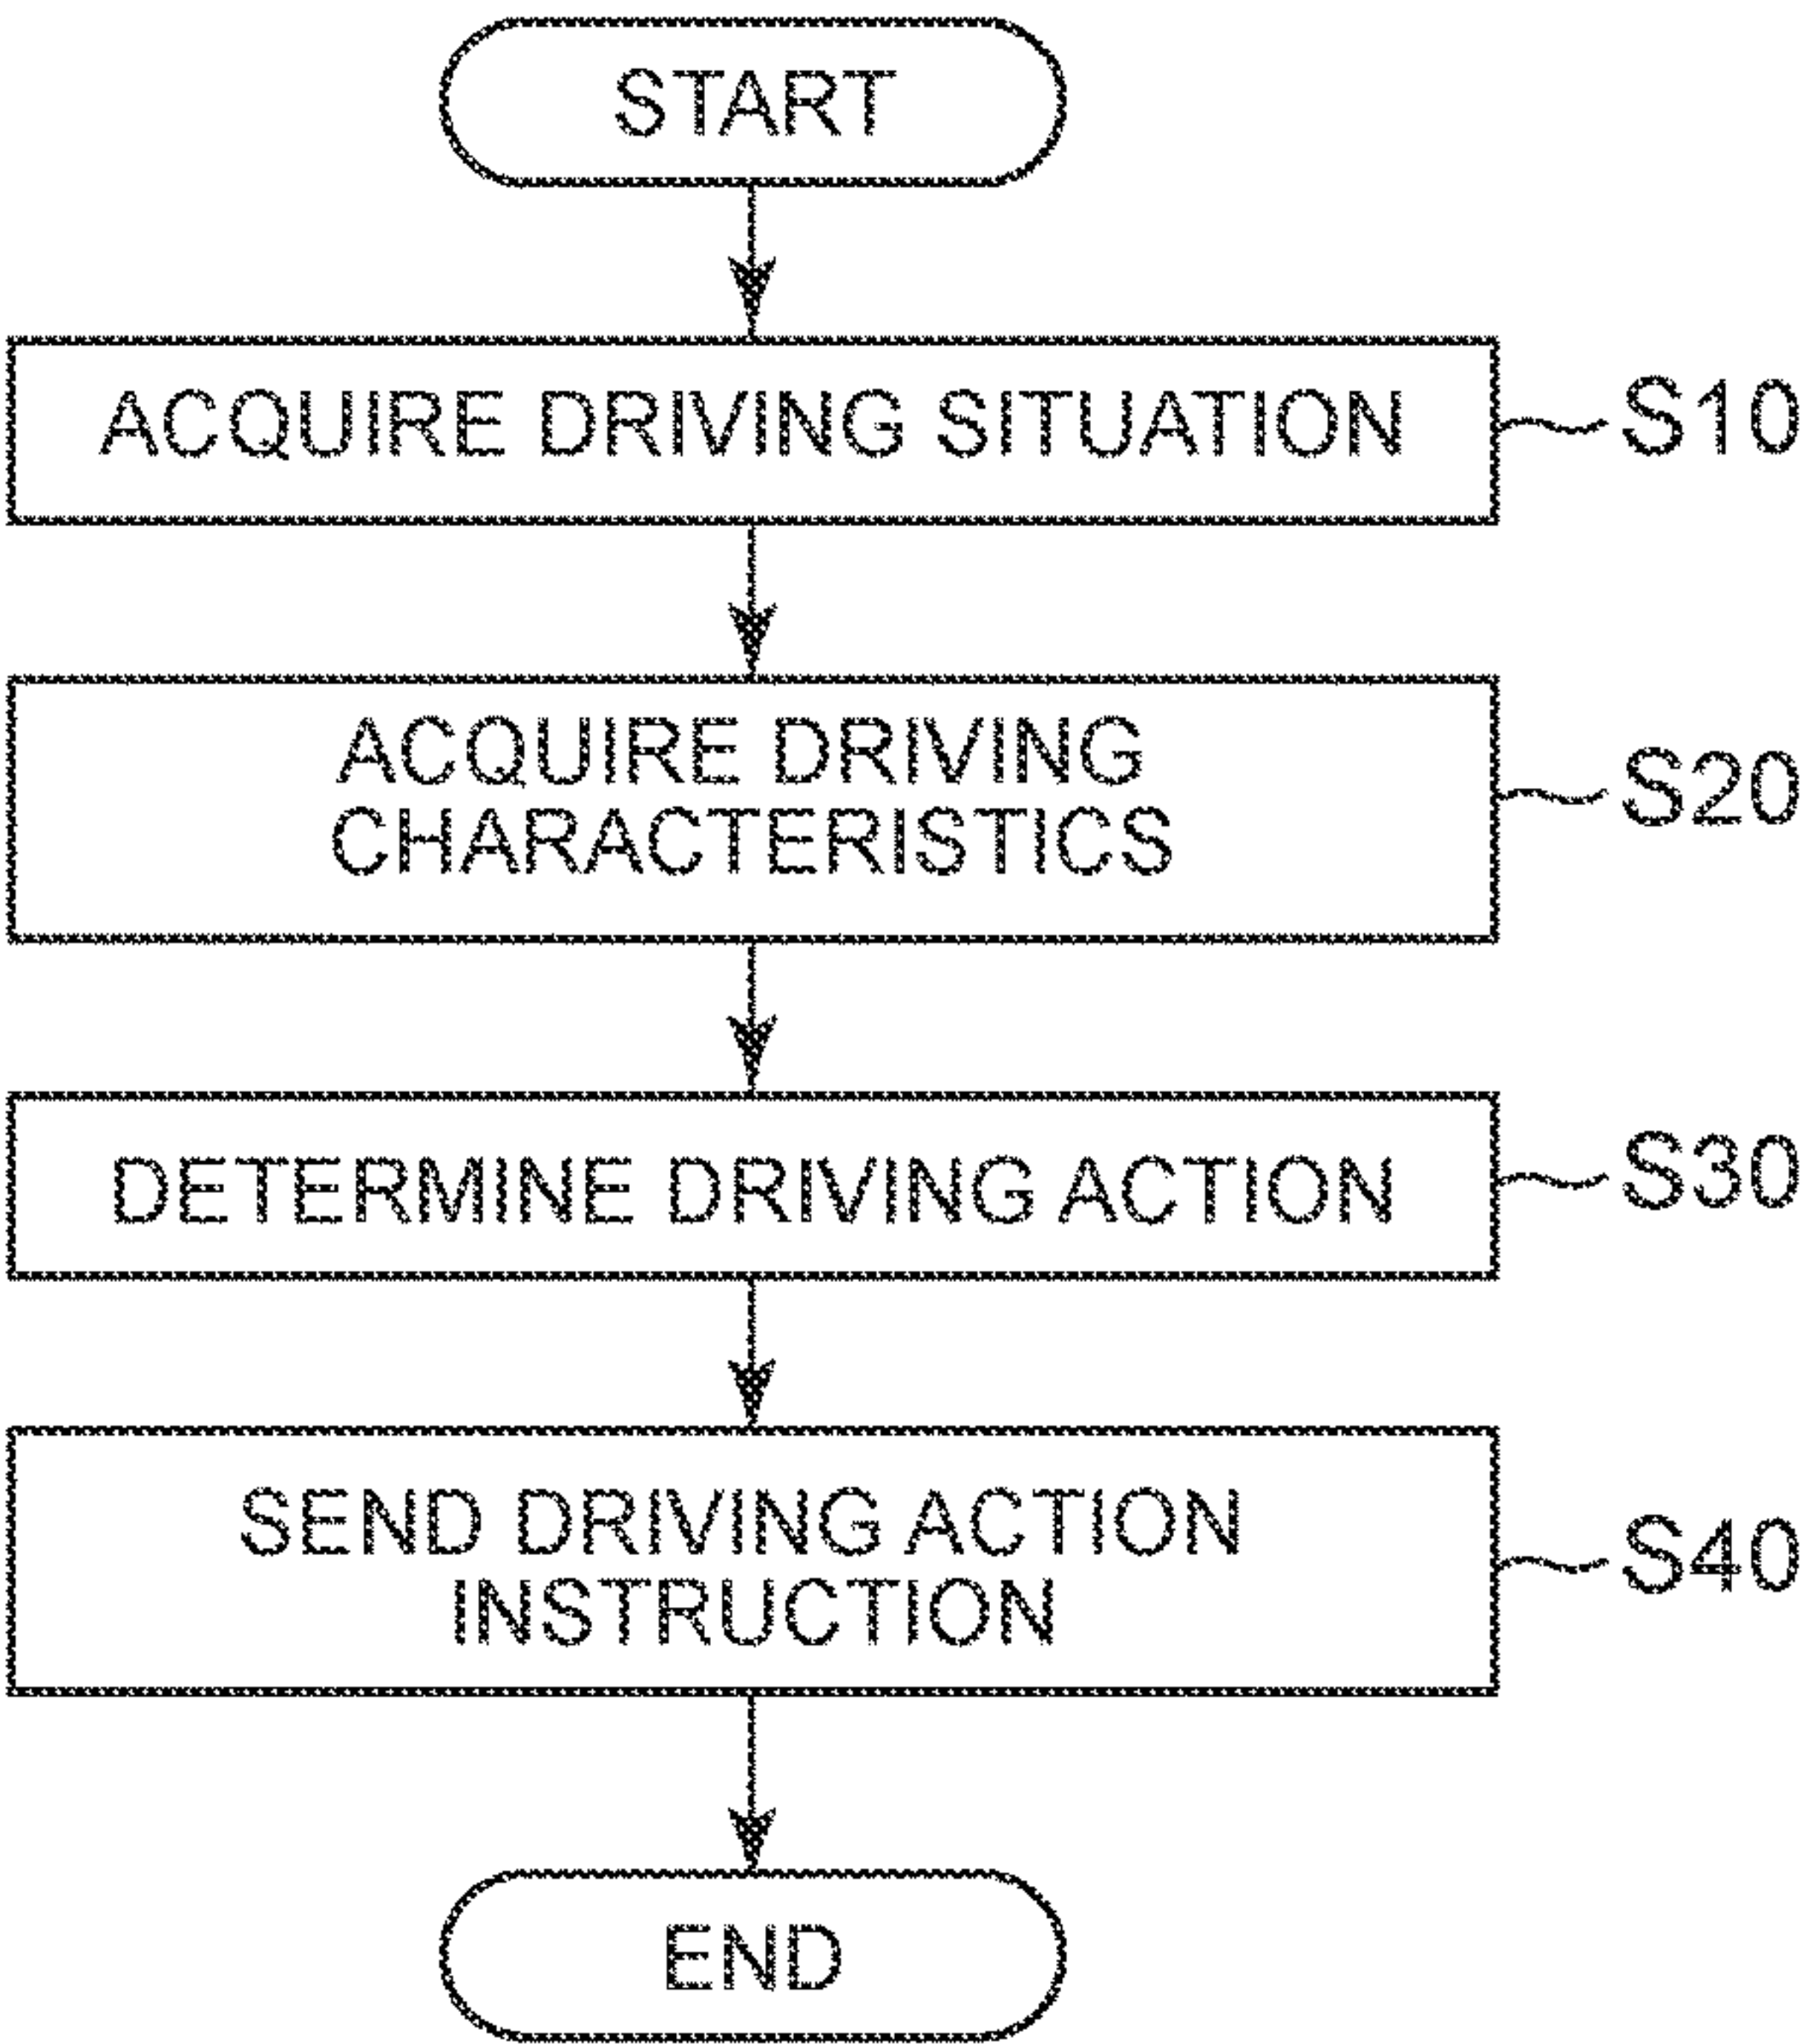 START
ACQUIRE DRIVING SITUATION
S10
ACQUIRE DRIVING
CHARACTERISTICS
S20
DETERMINE DRIVING ACTION
S30
SEND DRIVING ACTION
INSTRUCTION
S40
END